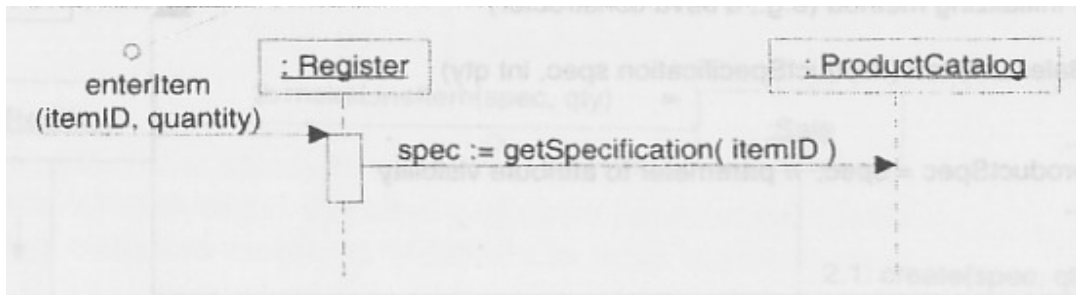 : Register
: ProductCatalog
enterItem
(itemID, quantity)
spec := getSpecification( itemID )